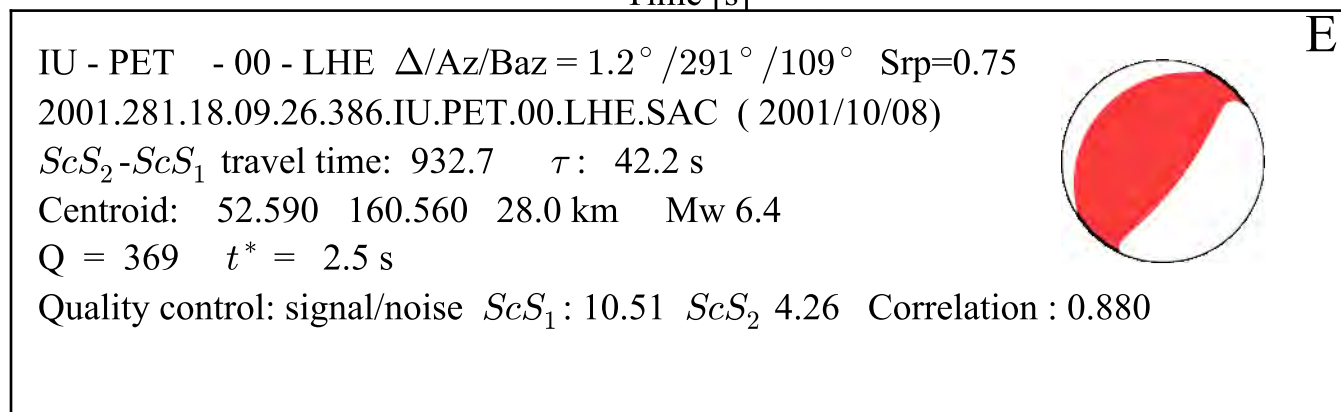 Time [s]
E
IU - PET - 00 - LHE Δ/Az/Baz = 1.2° /291° /109° Srp=0.75
2001.281.18.09.26.386.IU.PET.00.LHE.SAC ( 2001/10/08)
ScS₂-ScS₁ travel time: 932.7 τ : 42.2 s
Centroid: 52.590 160.560 28.0 km Mw 6.4
Q = 369 t* = 2.5 s
Quality control: signal/noise ScS₁: 10.51 ScS₂ 4.26 Correlation : 0.880